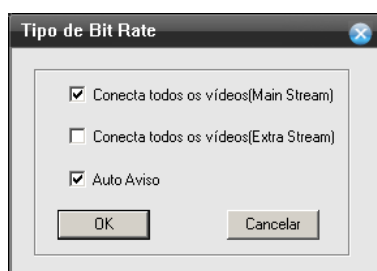 Tipo de Bit Rate
Conecta todos os vídeos(Main Stream)
Conecta todos os vídeos(Extra Stream)
Auto Aviso
OK
Cancelar